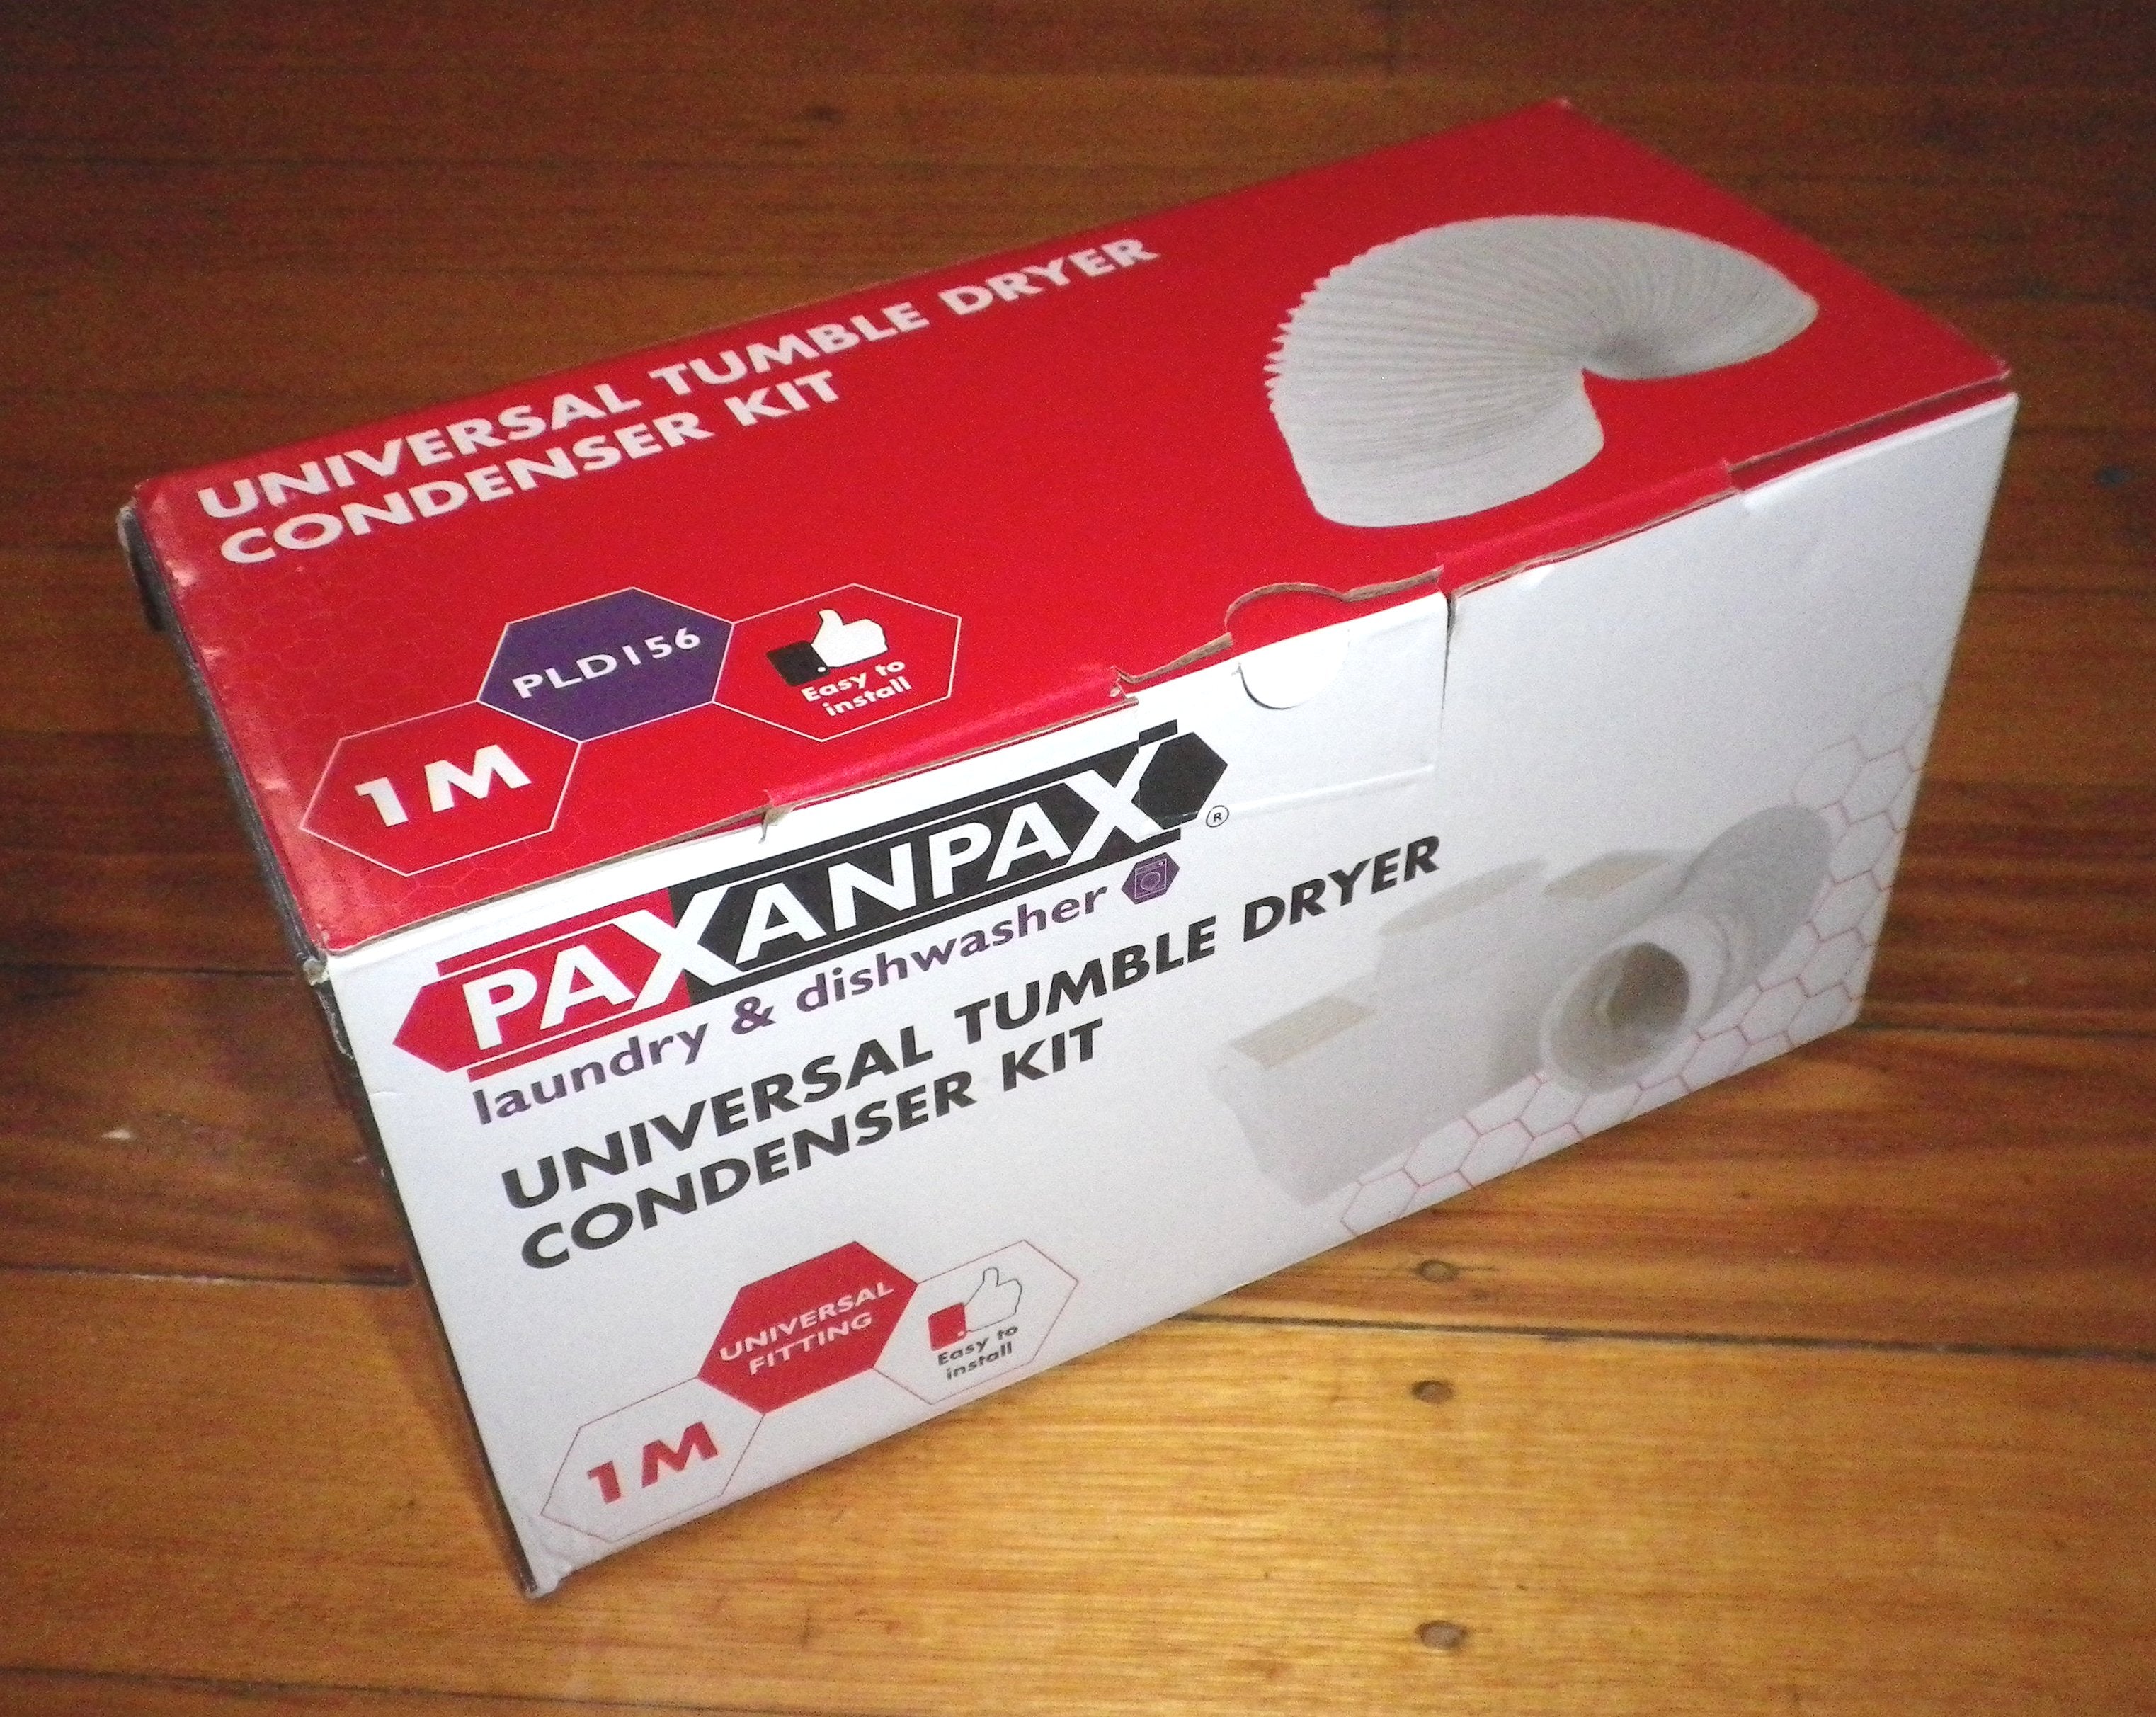 UNIVERSAL TUMBLE DRYER
CONDENSER KIT
1M
PLD156
Easy to
install
PAXANPAX®
laundry & dishwasher
UNIVERSAL TUMBLE DRYER
CONDENSER KIT
1M
UNIVERSAL
FITTING
Easy to
install